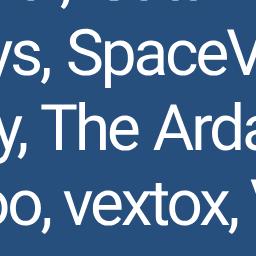 ys, SpaceV
y, The Arda
oo, vextox,